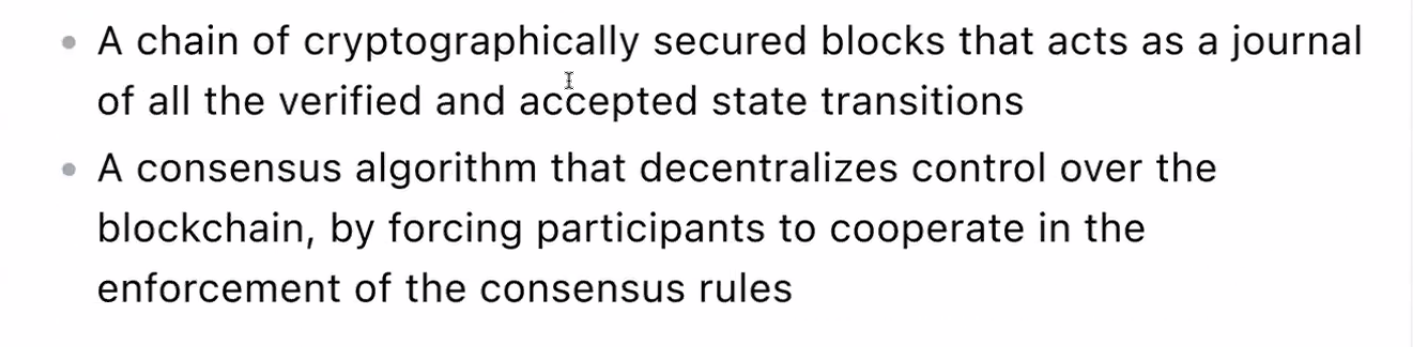 • A chain of cryptographically secured blocks that acts as a journal
of all the verified and accepted state transitions
• A consensus algorithm that decentralizes control over the
blockchain, by forcing participants to cooperate in the
enforcement of the consensus rules